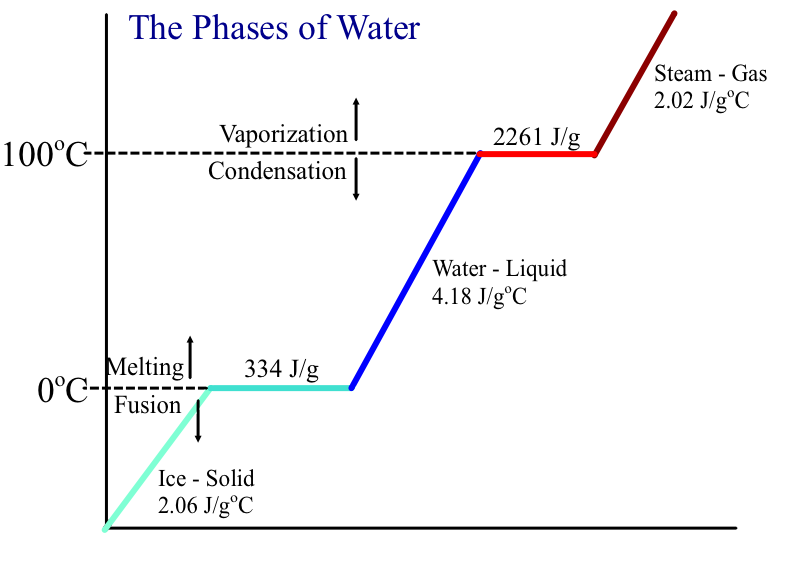 The Phases of Water
Steam - Gas
2.02 J/g°C
Vaporization
2261 J/g
100°C
Condensation
Water - Liquid
4.18 J/g°C
Melting
334 J/g
0°C
Fusion
Ice - Solid
2.06 J/g°C